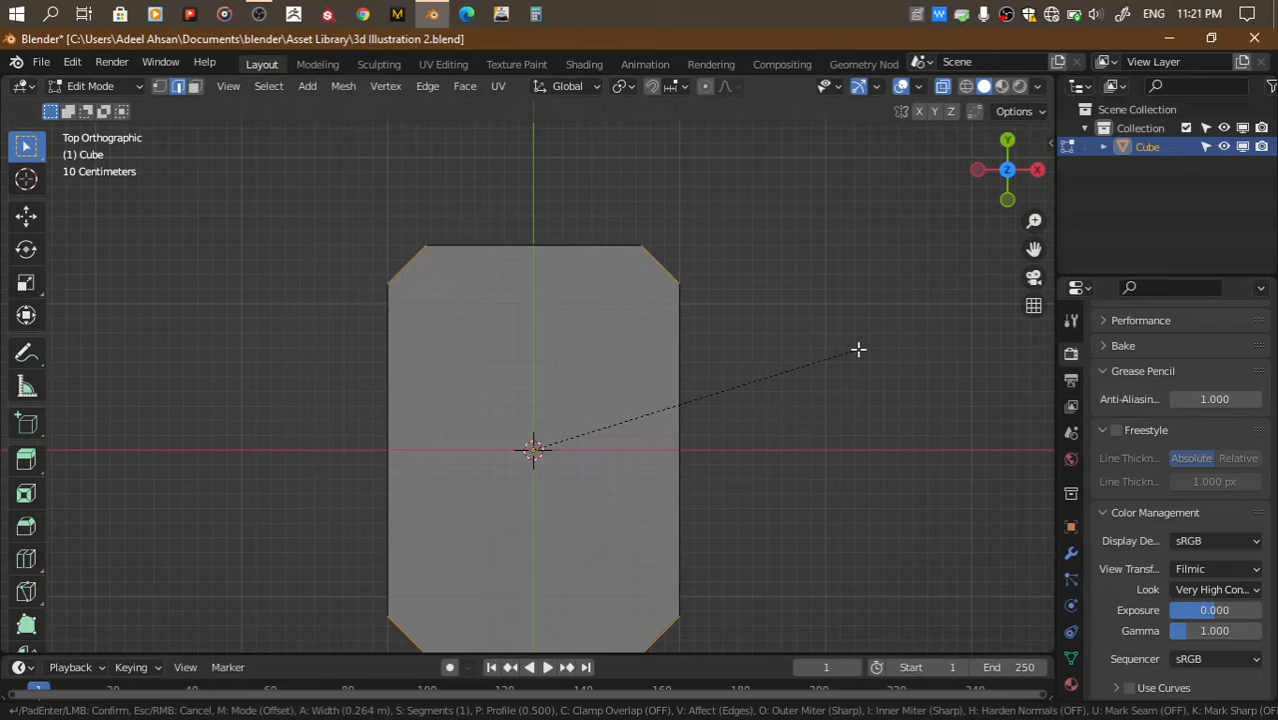 ENG 11:21 PM
Blender* [C:\Users\Adeel Ahsan\Documents\blender\Asset Library\3d Illustration 2.blend]
File Edit Render Window Help Layout Modeling Sculpting UV Editing Texture Paint Shading Animation Rendering Compositing Geometry Nod Scene View Layer
Edit Mode View Select Add Mesh Vertex Edge Face UV Global
X Y Z Options
Scene Collection
Collection
Cube
Top Orthographic
(1) Cube
10 Centimeters
Y
Z X
Performance
Bake
Grease Pencil
Anti-Aliasin... 1.000
Freestyle
Line Thickn... Absolute Relative
Line Thickn... 1.000 px
Color Management
Display De... sRGB
View Transf... Filmic
Look Very High Con...
Exposure 0.000
Gamma 1.000
Sequencer sRGB
Use Curves
Playback Keying View Marker 1 Start 1 End 250
1 20 60 80 100 120 140 160 180 200 220 240
PadEnter/LMB: Confirm, Esc/RMB: Cancel, M: Mode (Offset), A: Width (0.264 m), S: Segments (1), P: Profile (0.500), C: Clamp Overlap (OFF), V: Affect (Edges), O: Outer Miter (Sharp), I: Inner Miter (Sharp), H: Harden Normals (OFF), U: Mark Seam (OFF), K: Mark Sharp (OF